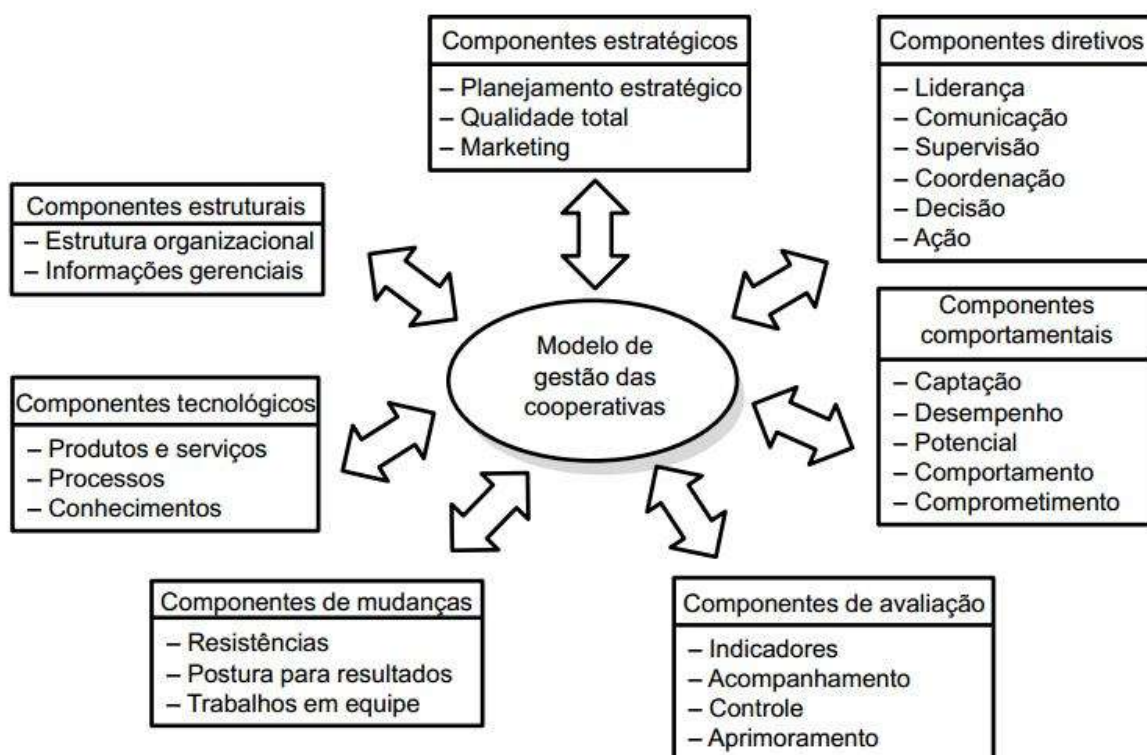 Componentes estratégicos
– Planejamento estratégico
– Qualidade total
– Marketing
Componentes diretivos
– Liderança
– Comunicação
– Supervisão
– Coordenação
– Decisão
– Ação
Componentes estruturais
– Estrutura organizacional
– Informações gerenciais
Modelo de
gestão das
cooperativas
Componentes
comportamentais
– Captação
– Desempenho
– Potencial
– Comportamento
– Comprometimento
Componentes tecnológicos
– Produtos e serviços
– Processos
– Conhecimentos
Componentes de mudanças
– Resistências
– Postura para resultados
– Trabalhos em equipe
Componentes de avaliação
– Indicadores
– Acompanhamento
– Controle
– Aprimoramento